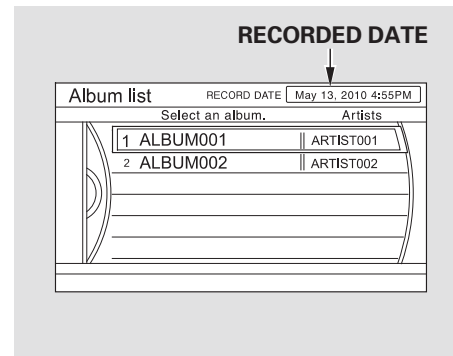 RECORDED DATE
Album list RECORD DATE May 13, 2010 4:55PM
Select an album. Artists
1 ALBUM001 ARTIST001
2 ALBUM002 ARTIST002